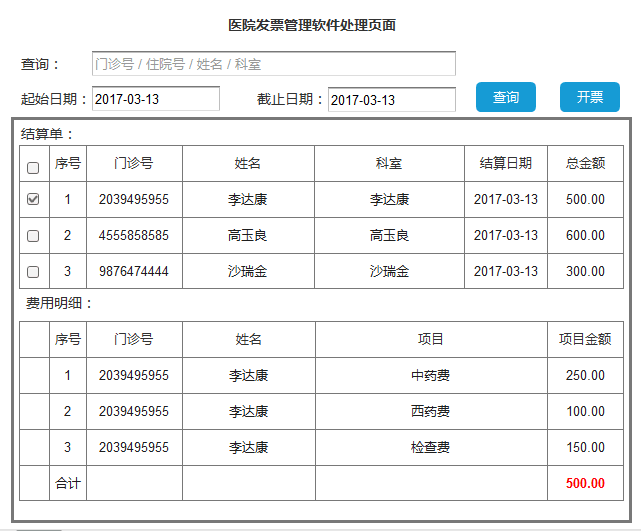 医院发票管理软件处理页面
查询： 门诊号 / 住院号 / 姓名 / 科室
起始日期： 2017-03-13 截止日期： 2017-03-13 查询 开票
结算单：
序号 门诊号 姓名 科室 结算日期 总金额
1 2039495955 李达康 李达康 2017-03-13 500.00
2 4555858585 高玉良 高玉良 2017-03-13 600.00
3 9876474444 沙瑞金 沙瑞金 2017-03-13 300.00
费用明细：
序号 门诊号 姓名 项目 项目金额
1 2039495955 李达康 中药费 250.00
2 2039495955 李达康 西药费 100.00
3 2039495955 李达康 检查费 150.00
合计 500.00